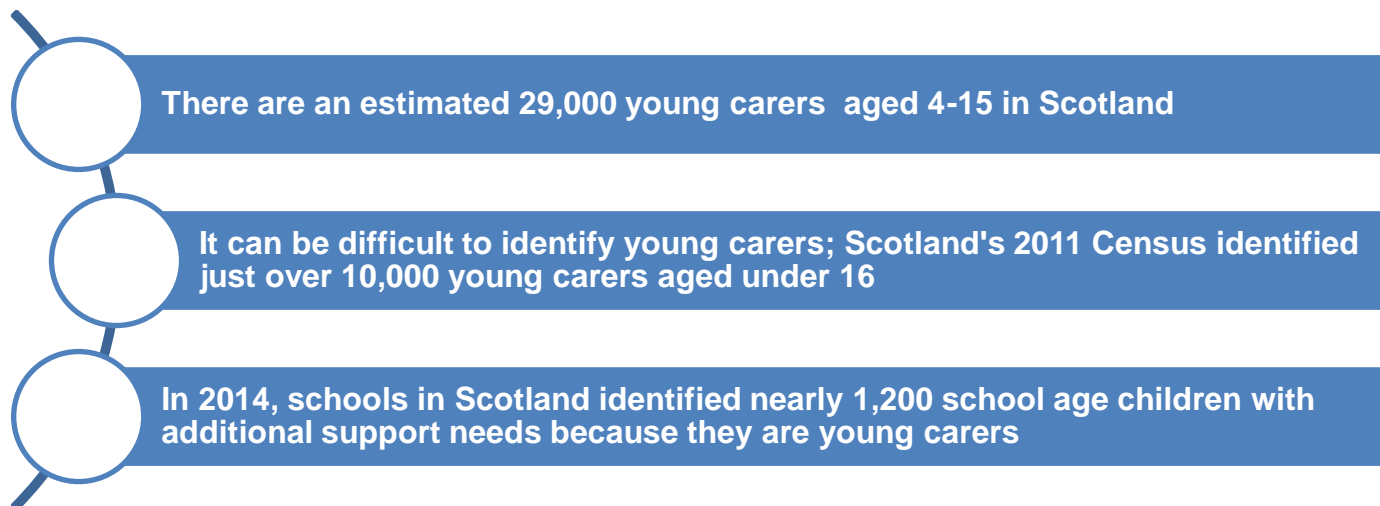 There are an estimated 29,000 young carers  aged 4-15 in Scotland
It can be difficult to identify young carers; Scotland's 2011 Census identified
just over 10,000 young carers aged under 16
In 2014, schools in Scotland identified nearly 1,200 school age children with
additional support needs because they are young carers